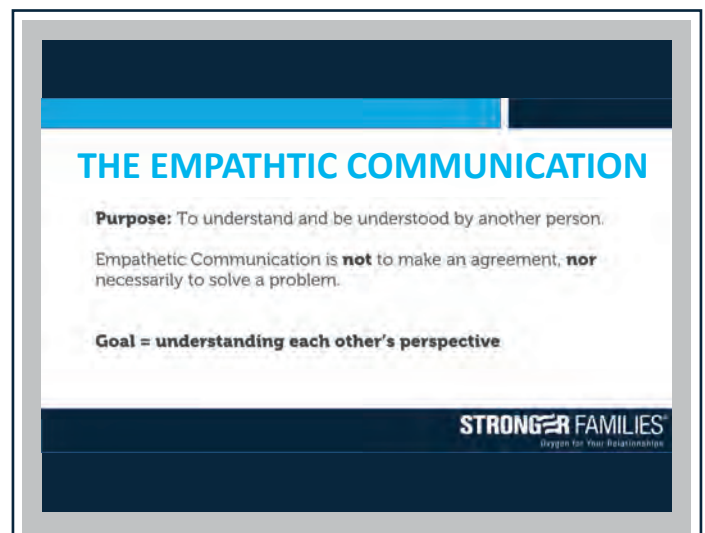 THE EMPATHTIC COMMUNICATION
Purpose: To understand and be understood by another person.
Empathetic Communication is not to make an agreement, nor
necessarily to solve a problem.
Goal = understanding each other's perspective
STRONGER FAMILIES®
Oxygen for Your Relationships